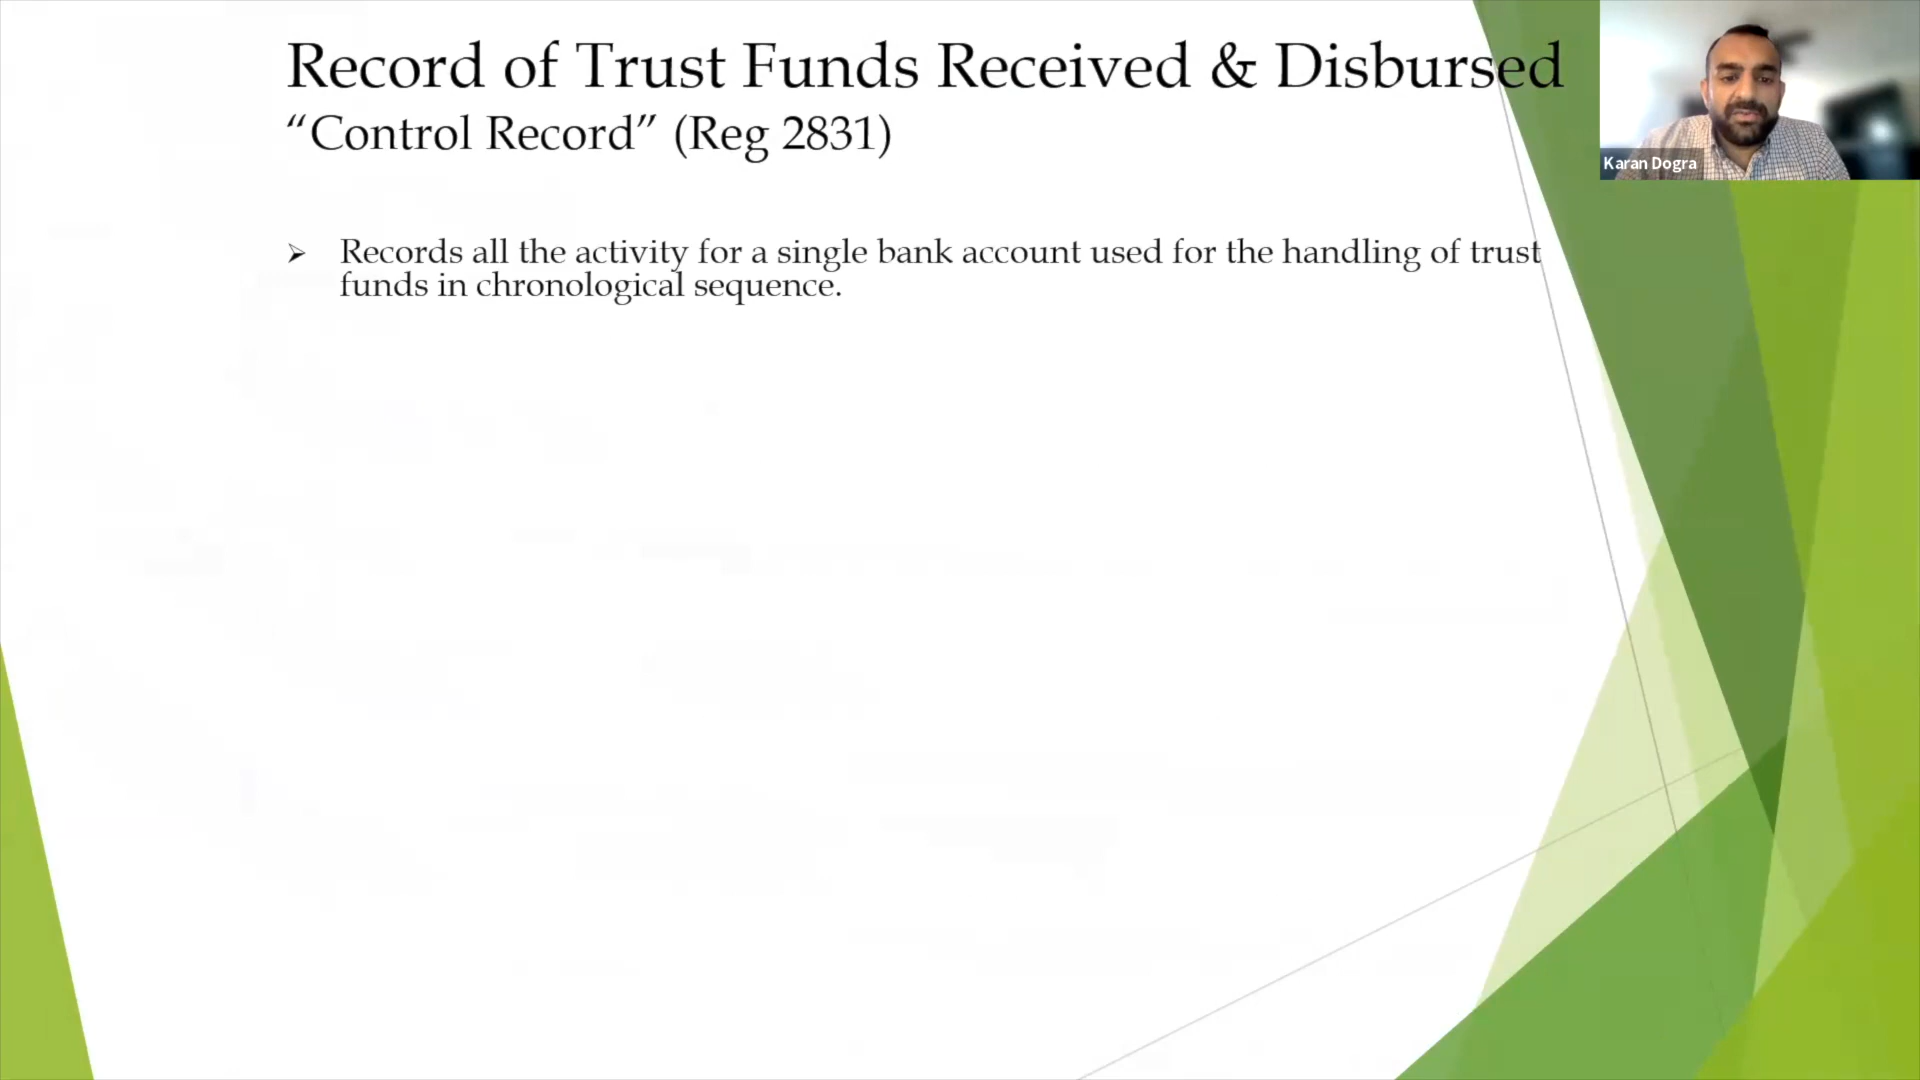 Record of Trust Funds Received & Disbursed
“Control Record” (Reg 2831)
Karan Dogra
➢ Records all the activity for a single bank account used for the handling of trust
funds in chronological sequence.